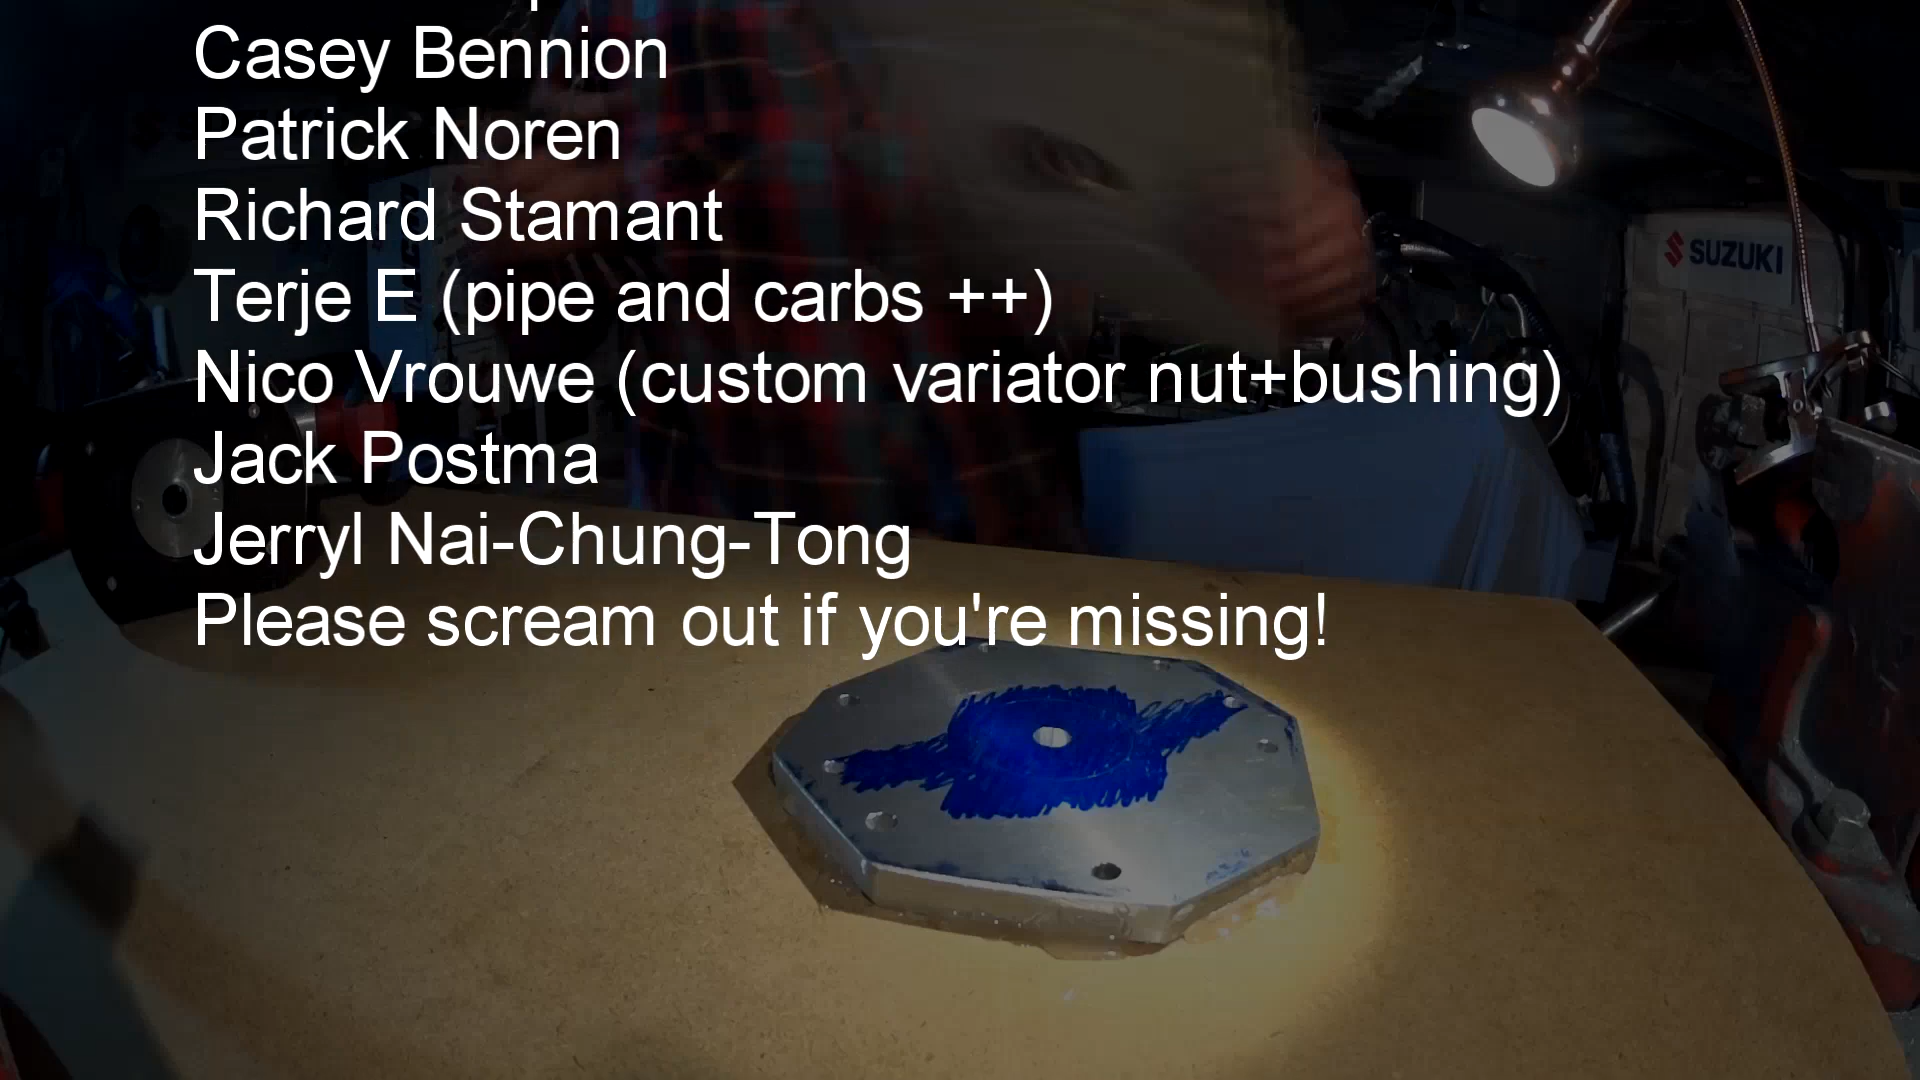 Casey Bennion
Patrick Noren
Richard Stamant
Terje E (pipe and carbs ++)
Nico Vrouwe (custom variator nut+bushing)
Jack Postma
Jerryl Nai-Chung-Tong
Please scream out if you're missing!
SUZUKI